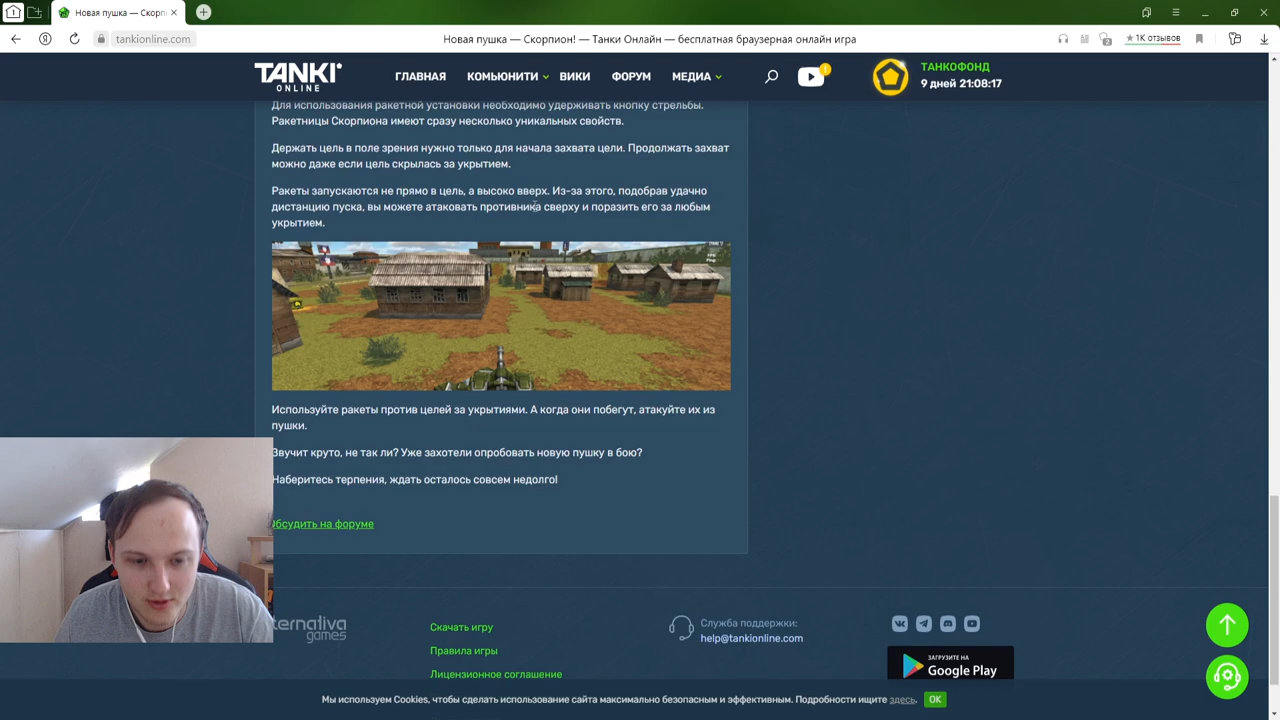 Новая пушка — Скорпи
tankionline.com
Новая пушка — Скорпион! — Танки Онлайн — бесплатная браузерная онлайн игра
★1К отзывов
TANKI
ONLINE
ГЛАВНАЯ
КОМЬЮНИТИ
ВИКИ
ФОРУМ
МЕДИА
ТАНКОФОНД
9 дней 21:08:17
Для использования ракетной установки необходимо удерживать кнопку стрельбы.
Ракетницы Скорпиона имеют сразу несколько уникальных свойств.
Держать цель в поле зрения нужно только для начала захвата цели. Продолжать захват
можно даже если цель скрылась за укрытием.
Ракеты запускаются не прямо в цель, а высоко вверх. Из-за этого, подобрав удачно
дистанцию пуска, вы можете атаковать противника сверху и поразить его за любым
укрытием.
Используйте ракеты против целей за укрытиями. А когда они побегут, атакуйте их из
пушки.
Звучит круто, не так ли? Уже захотели опробовать новую пушку в бою?
Наберитесь терпения, ждать осталось совсем недолго!
Обсудить на форуме
ternativa
games
Скачать игру
Правила игры
Лицензионное соглашение
Служба поддержки:
help@tankionline.com
ЗАГРУЗИТЕ НА
Google Play
Мы используем Cookies, чтобы сделать использование сайта максимально безопасным и эффективным. Подробности ищите здесь.
OK